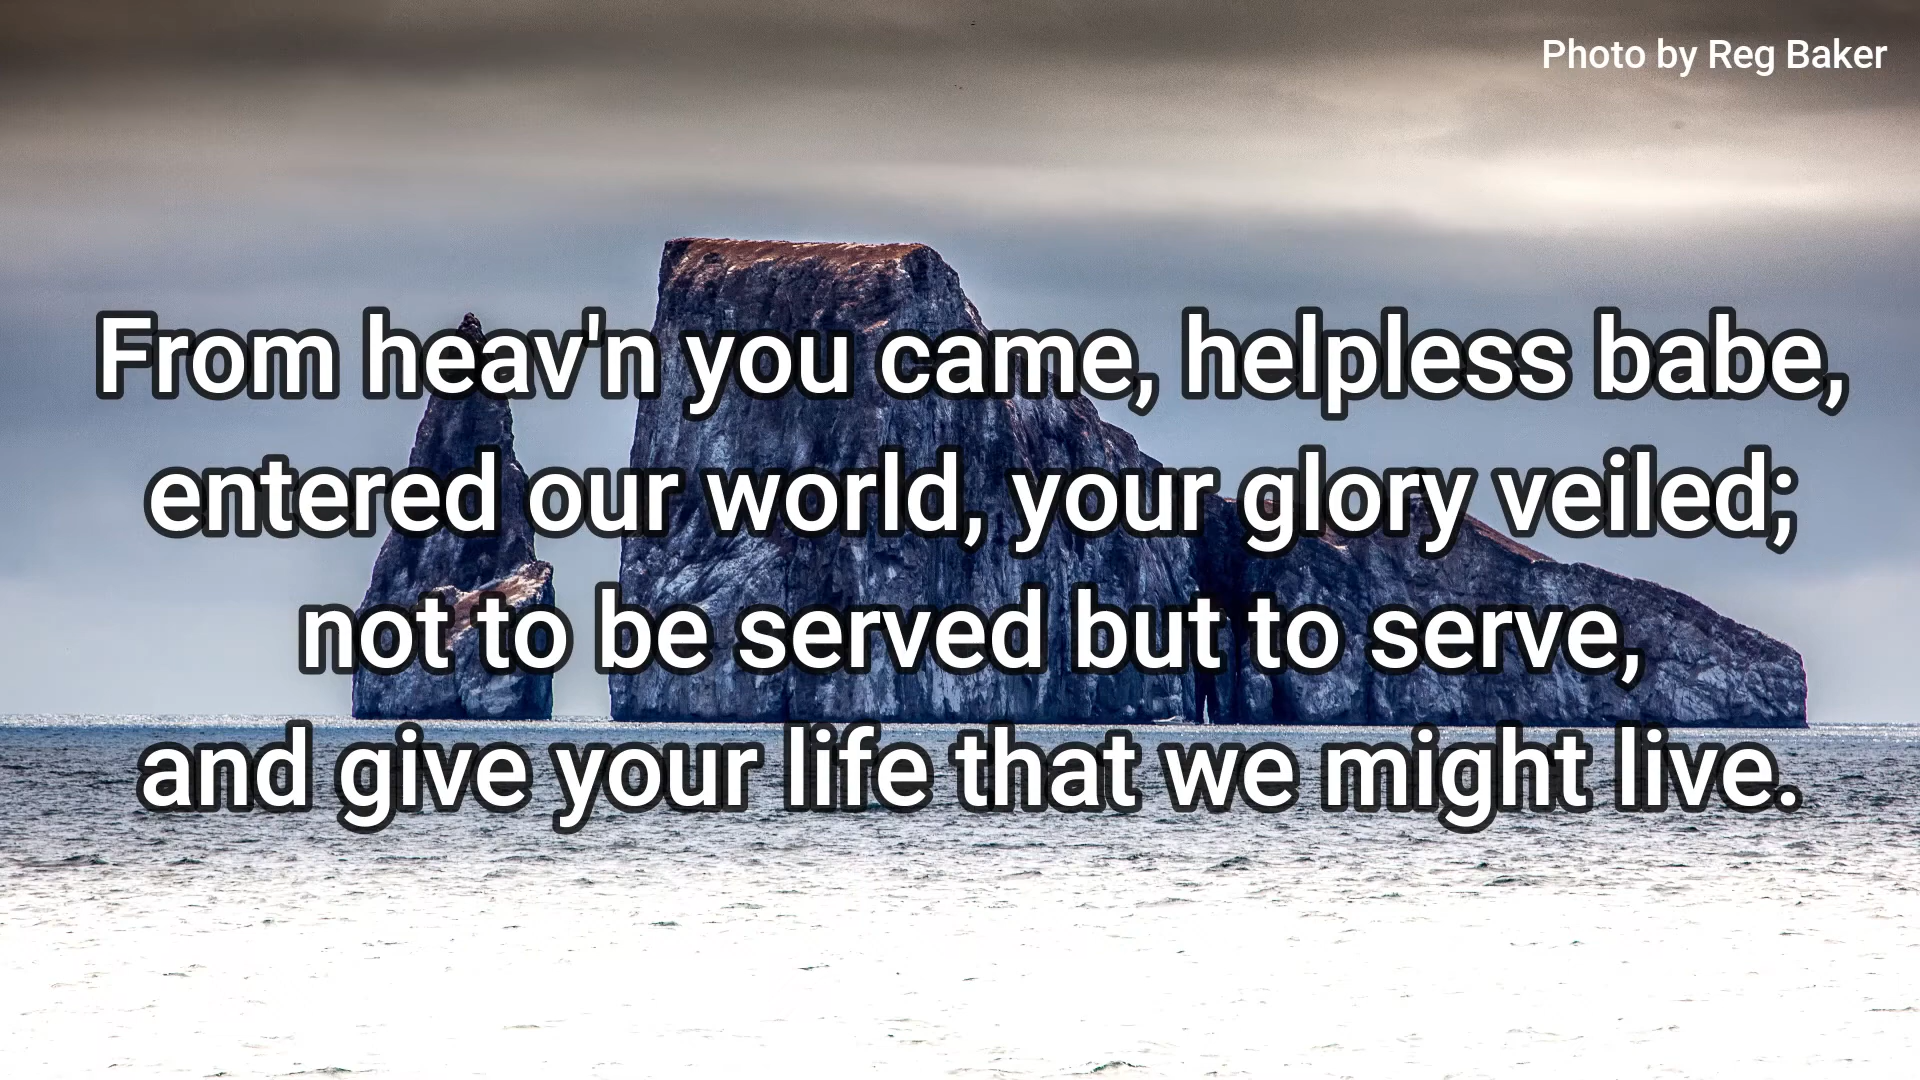 Photo by Reg Baker
From heav'n you came, helpless babe,
entered our world, your glory veiled;
not to be served but to serve,
and give your life that we might live.